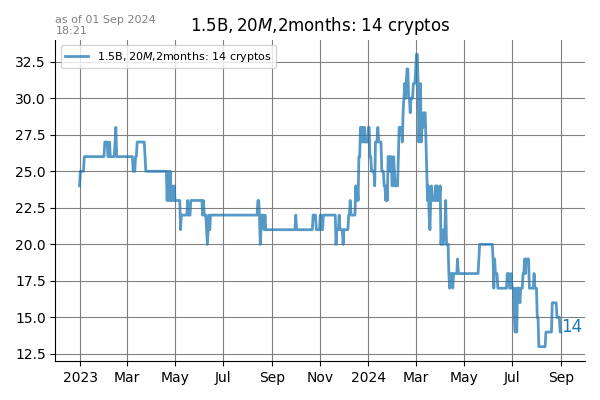 as of 01 Sep 2024
18:21
1.5B, 20M,2months: 14 cryptos
1.5B, 20M,2months: 14 cryptos
32.5
30.0
27.5
25.0
22.5
20.0
17.5
15.0
12.5
14
2023 Mar May Jul Sep Nov 2024 Mar May Jul Sep